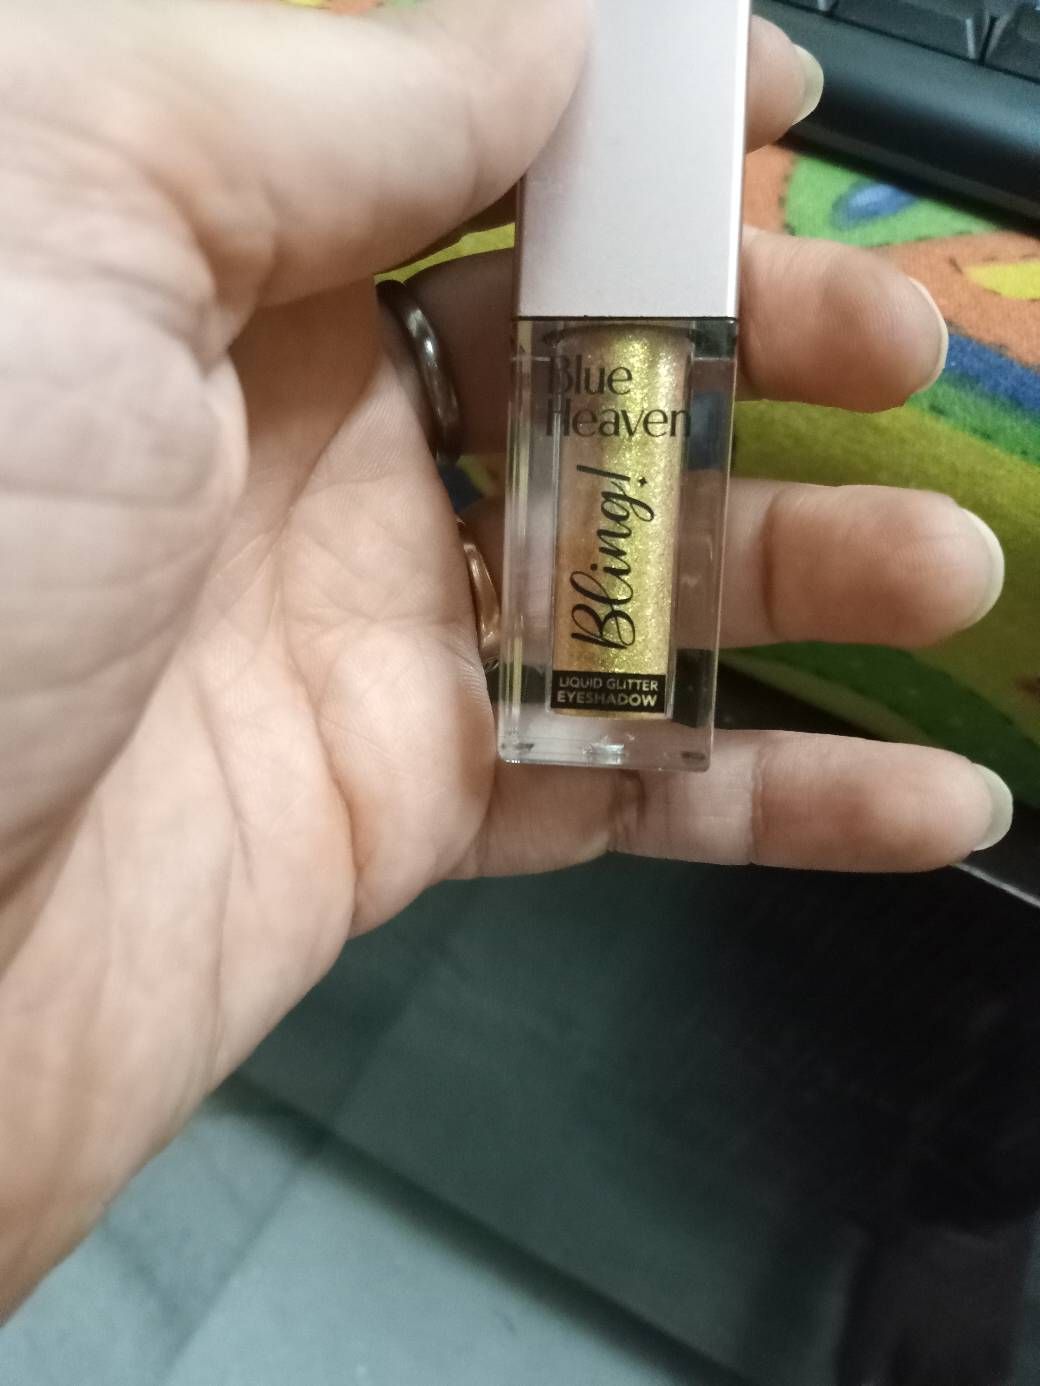 Blue
Heaven
Bling!
LIQUID GLITTER
EYESHADOW